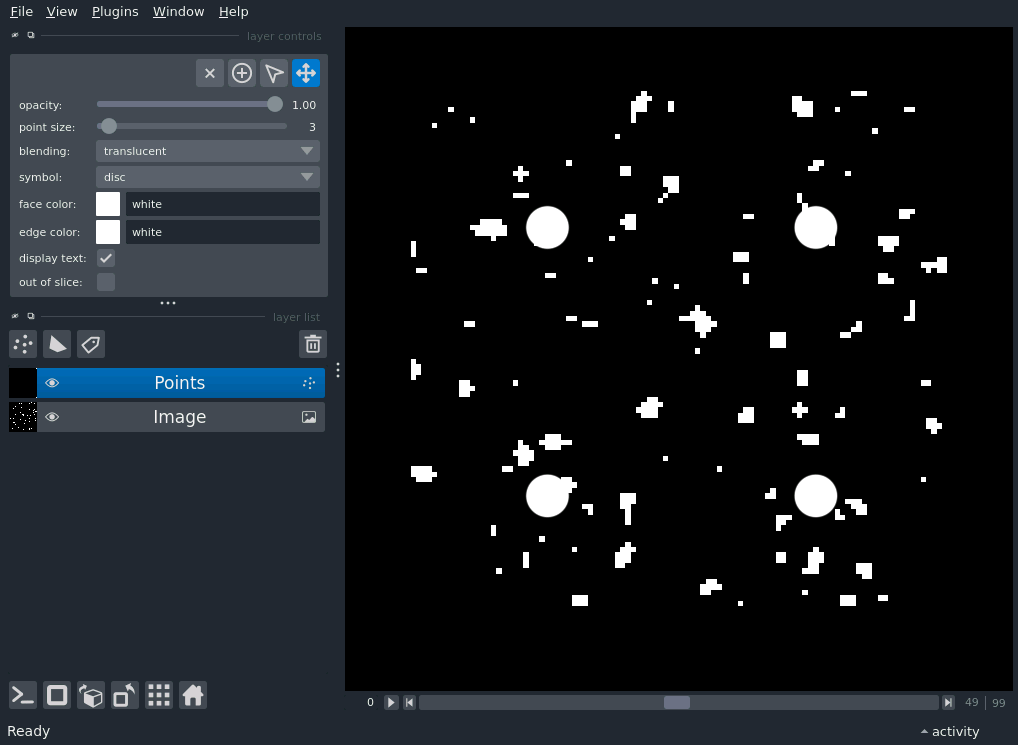 File View Plugins Window Help
layer controls
opacity: 1.00
point size: 3
blending: translucent
symbol: disc
face color: white
edge color: white
display text:
out of slice:
layer list
Points
Image
0 49 | 99
Ready activity